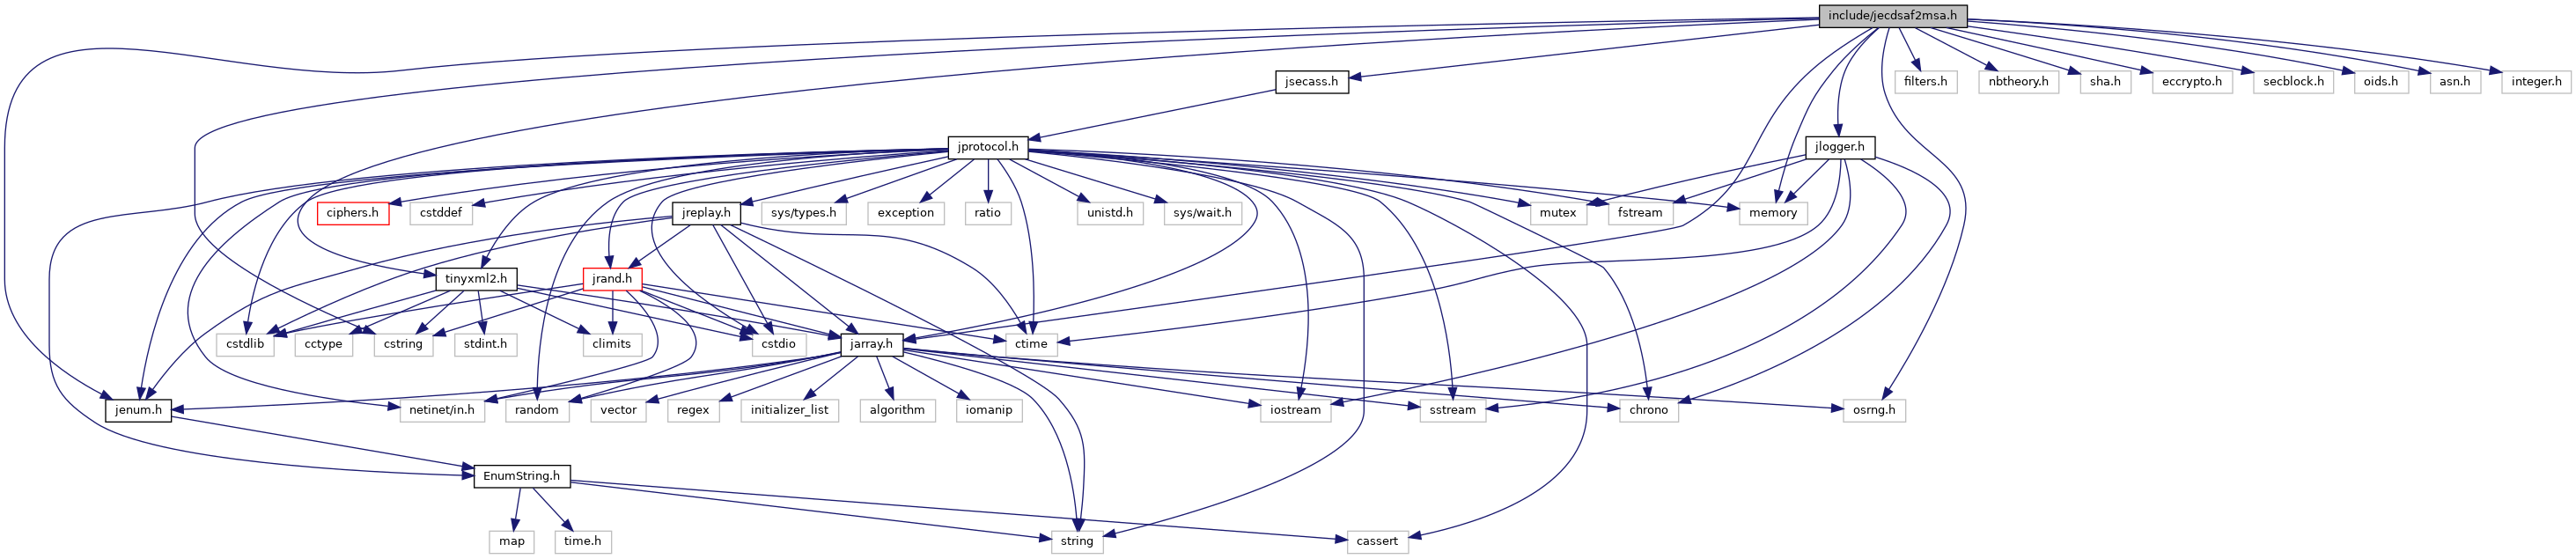 include/jecdsaf2msa.h
jsecass.h
filters.h
nbtheory.h
sha.h
eccrypto.h
secblock.h
oids.h
asn.h
integer.h
jprotocol.h
jlogger.h
ciphers.h
cstddef
jreplay.h
sys/types.h
exception
ratio
unistd.h
sys/wait.h
mutex
fstream
memory
tinyxml2.h
jrand.h
cstdlib
cctype
cstring
stdint.h
climits
cstdio
jarray.h
ctime
jenum.h
netinet/in.h
random
vector
regex
initializer_list
algorithm
iomanip
iostream
sstream
chrono
osrng.h
EnumString.h
map
time.h
string
cassert